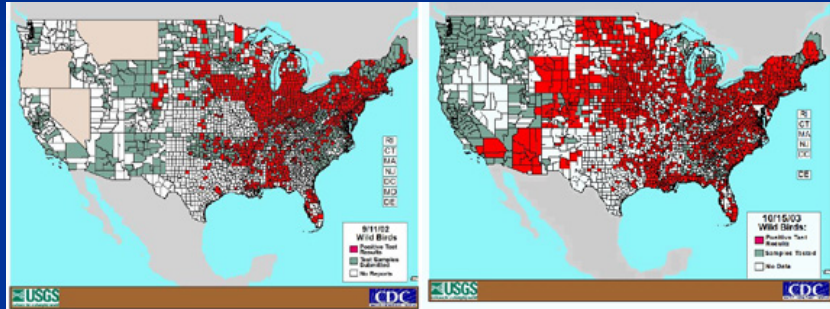 RI
CT
MA
NJ
DC
MD
DE
9/11/02
Wild Birds
Positive Test
Results
Test Samples
Submitted
No Reports
USGS
CDC
RI
CT
MA
NJ
DC
DE
10/15/03
Wild Birds:
Positive Test
Results
Samples Tested
No Data
USGS
CDC